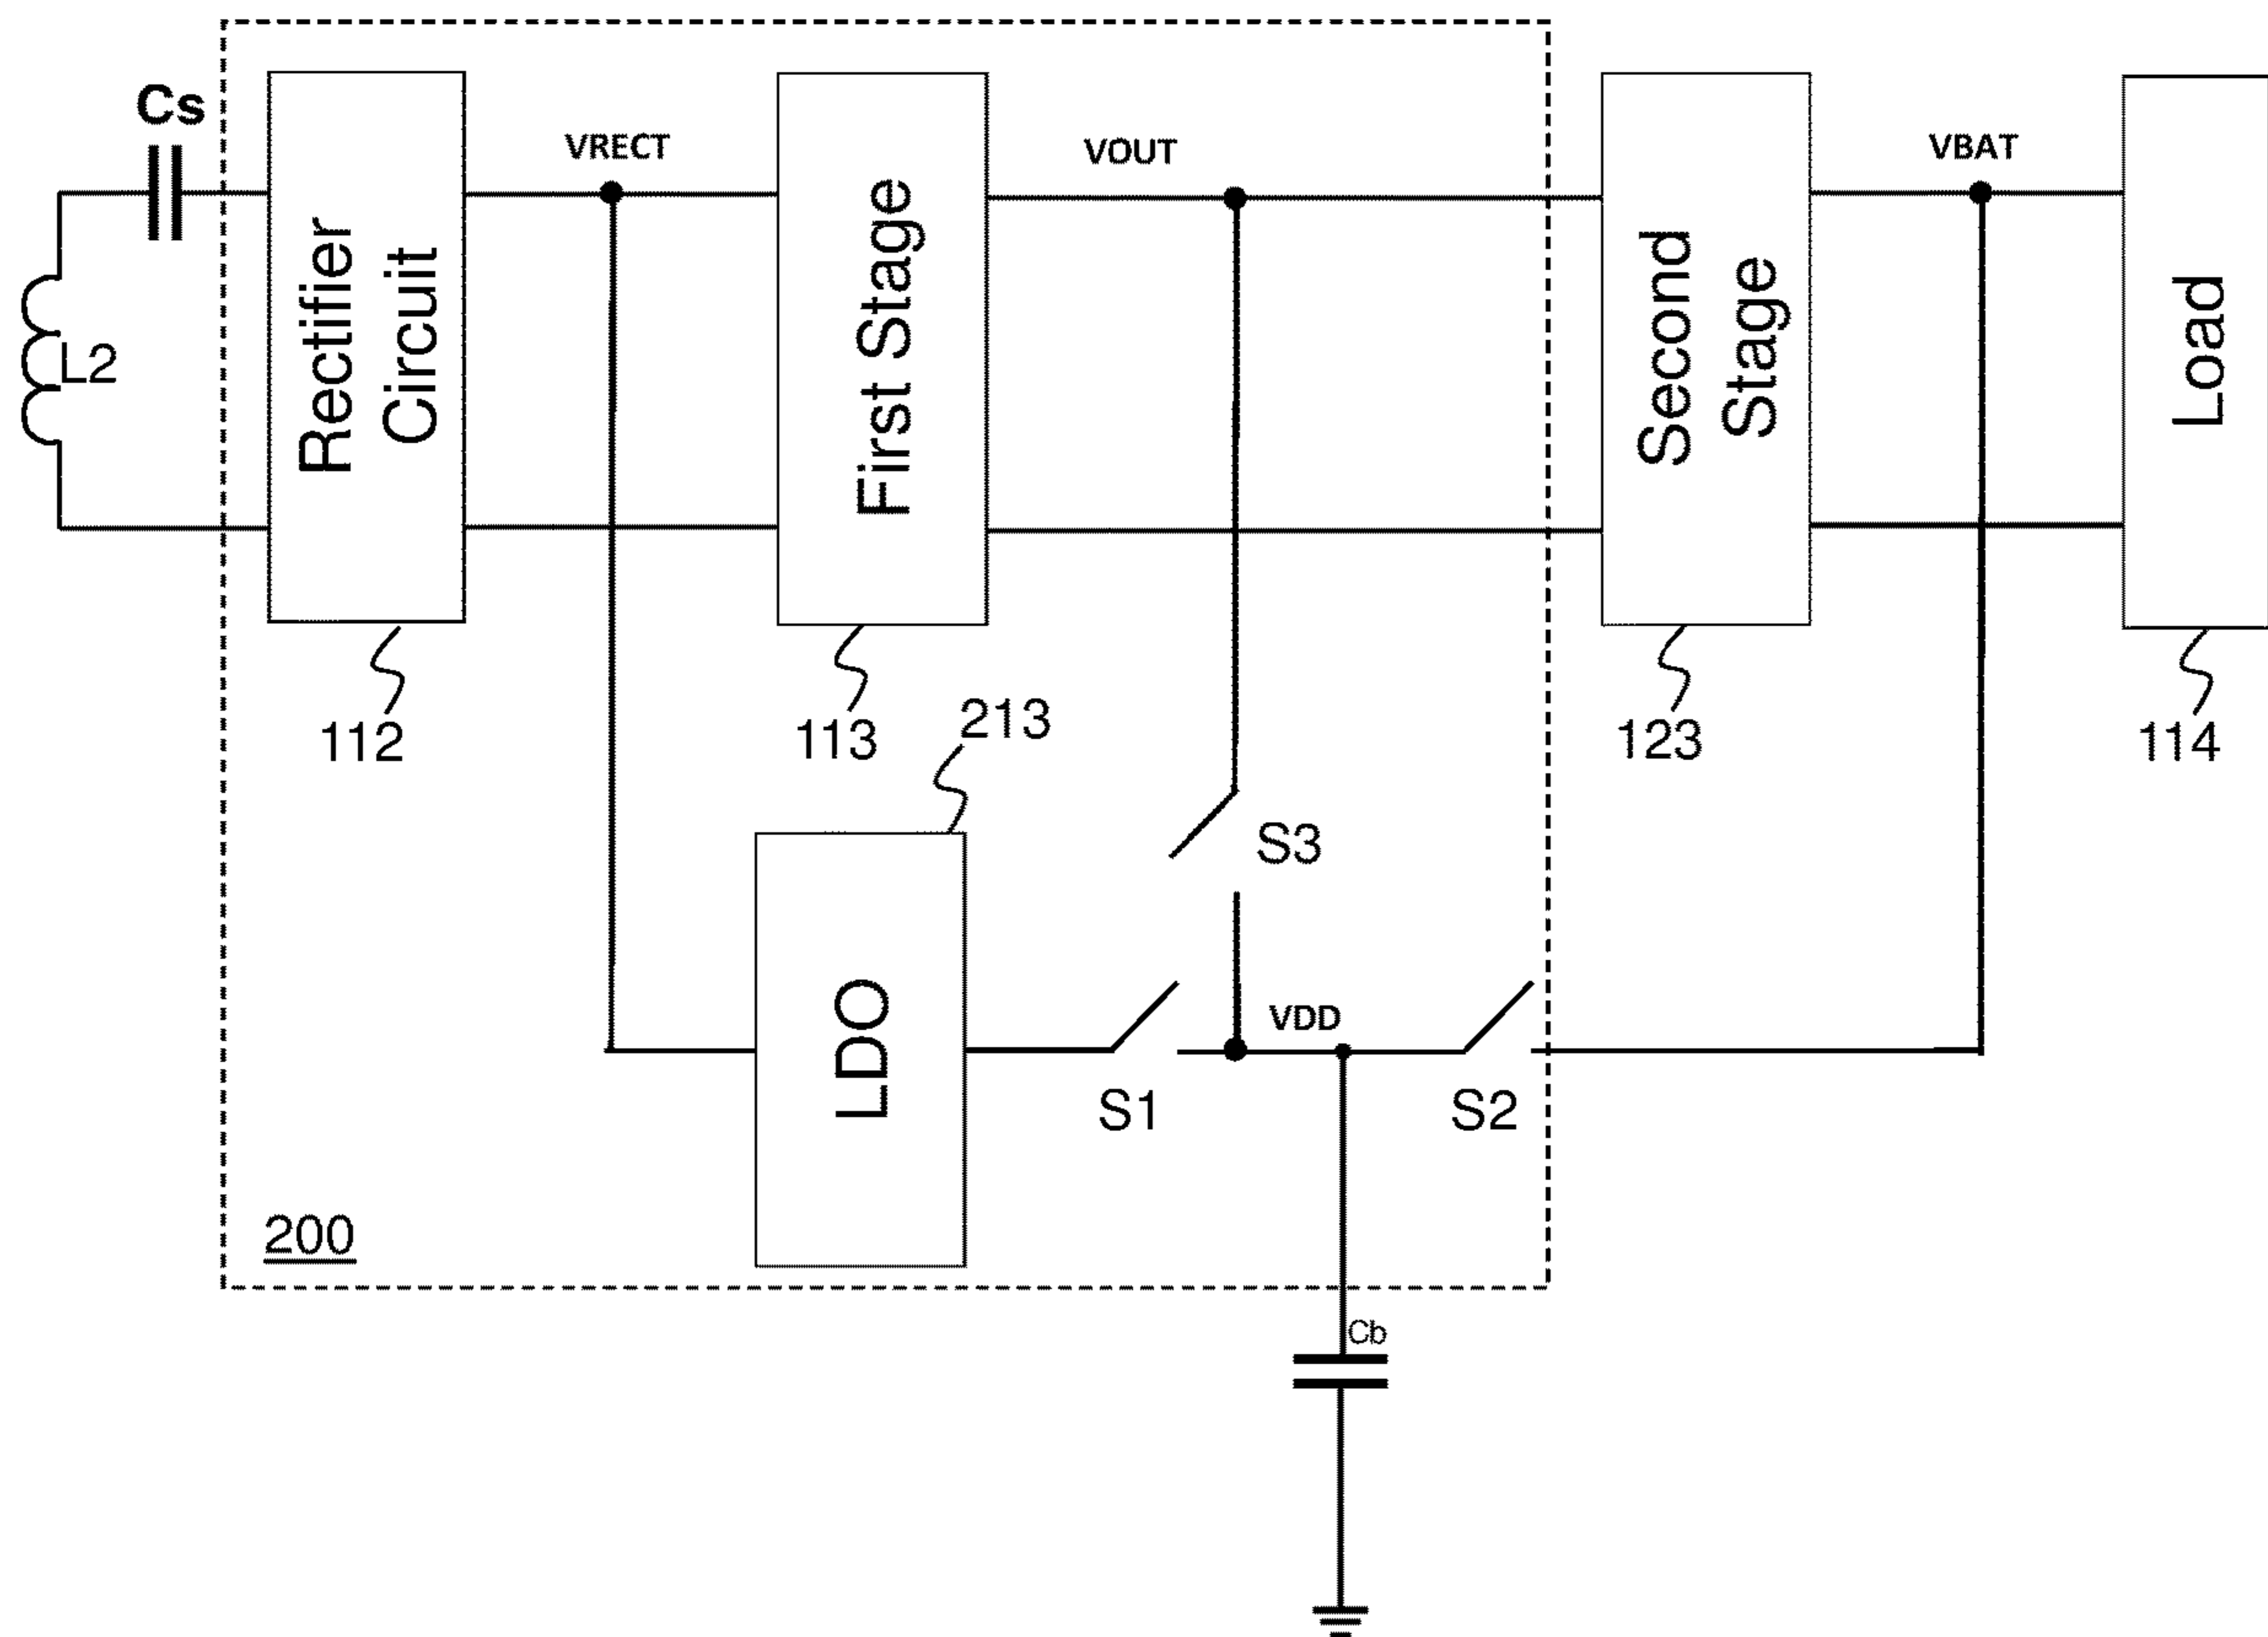 Cs
VRECT
VOUT
VBAT
L2
Rectifier
Circuit
First Stage
Second
Stage
Load
112
113
213
123
114
S3
LDO
VDD
S1
S2
200
Cb